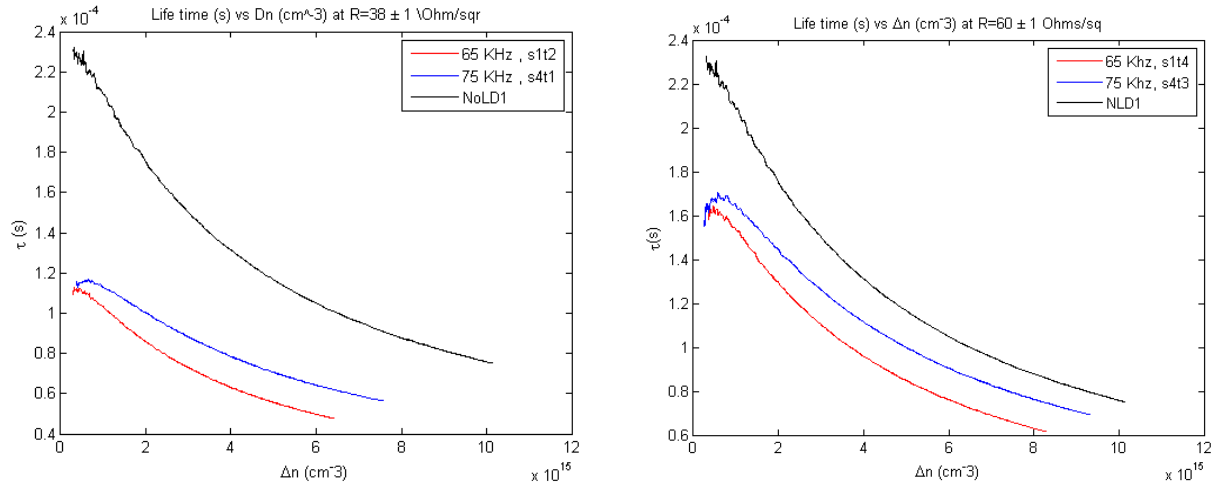 Life time (s) vs Dn (cm^-3) at R=38 ± 1 \Ohm/sqr
x 10⁻⁴
2.4
2.2
2
1.8
1.6
1.4
1.2
1
0.8
0.6
0.4
τ (s)
65 KHz , s1t2
75 KHz , s4t1
NoLD1
0 2 4 6 8 10 12
Δn (cm⁻3)
x 10¹⁵
Life time (s) vs Δn (cm⁻3) at R=60 ± 1 Ohms/sq
x 10⁻⁴
2.4
2.2
2
1.8
1.6
1.4
1.2
1
0.8
0.6
τ(s)
65 Khz, s1t4
75 Khz, s4t3
NLD1
0 2 4 6 8 10 12
Δn (cm⁻3)
x 10¹⁵